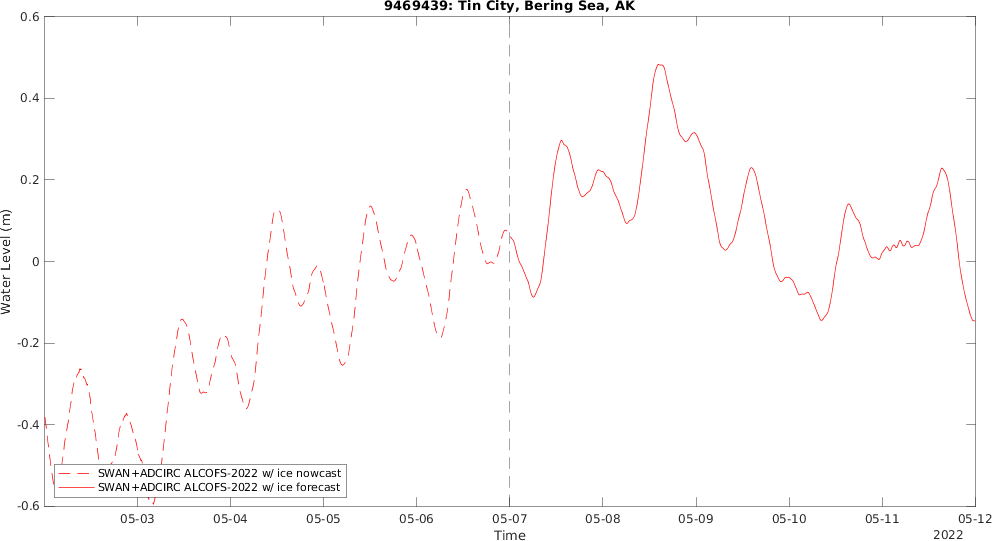 9469439: Tin City, Bering Sea, AK
0.6
0.4
0.2
0
-0.2
-0.4
-0.6
Water Level (m)
SWAN+ADCIRC ALCOFS-2022 w/ ice nowcast
SWAN+ADCIRC ALCOFS-2022 w/ ice forecast
05-03 05-04 05-05 05-06 05-07 05-08 05-09 05-10 05-11 05-12
Time
2022